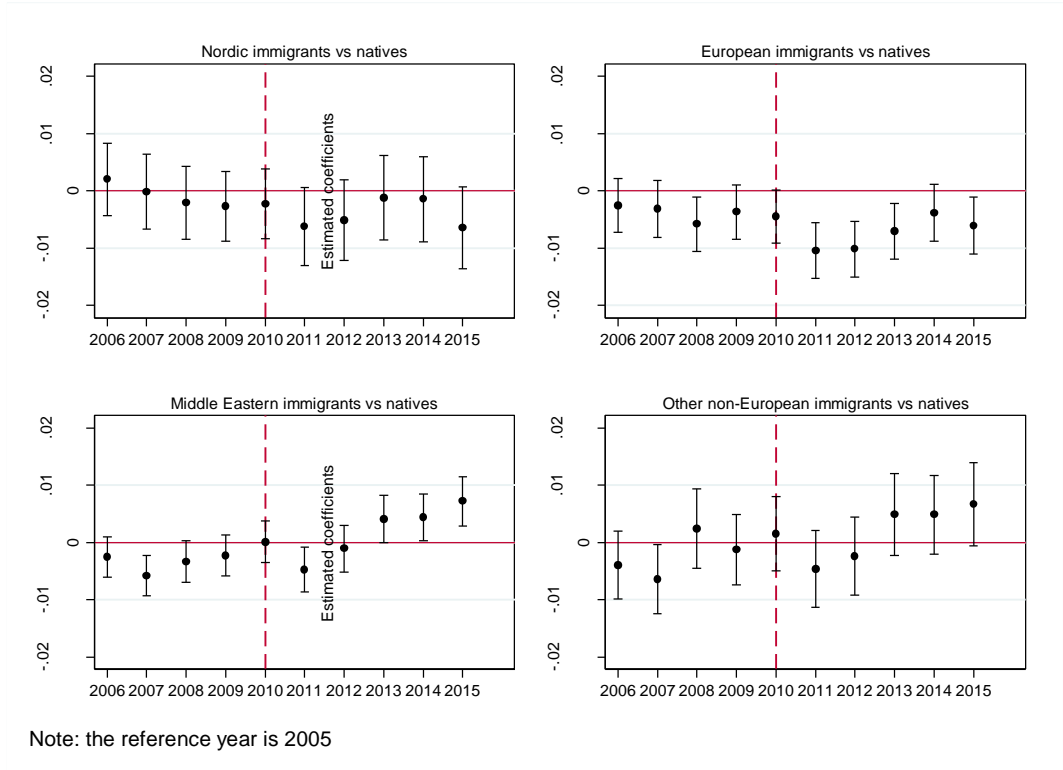 Nordic immigrants vs natives
.02
.01
0
-.01
-.02
Estimated coefficients
2006 2007 2008 2009 2010 2011 2012 2013 2014 2015
European immigrants vs natives
.02
.01
0
-.01
-.02
2006 2007 2008 2009 2010 2011 2012 2013 2014 2015
Middle Eastern immigrants vs natives
.02
.01
0
-.01
-.02
Estimated coefficients
2006 2007 2008 2009 2010 2011 2012 2013 2014 2015
Other non-European immigrants vs natives
.02
.01
0
-.01
-.02
2006 2007 2008 2009 2010 2011 2012 2013 2014 2015
Note: the reference year is 2005